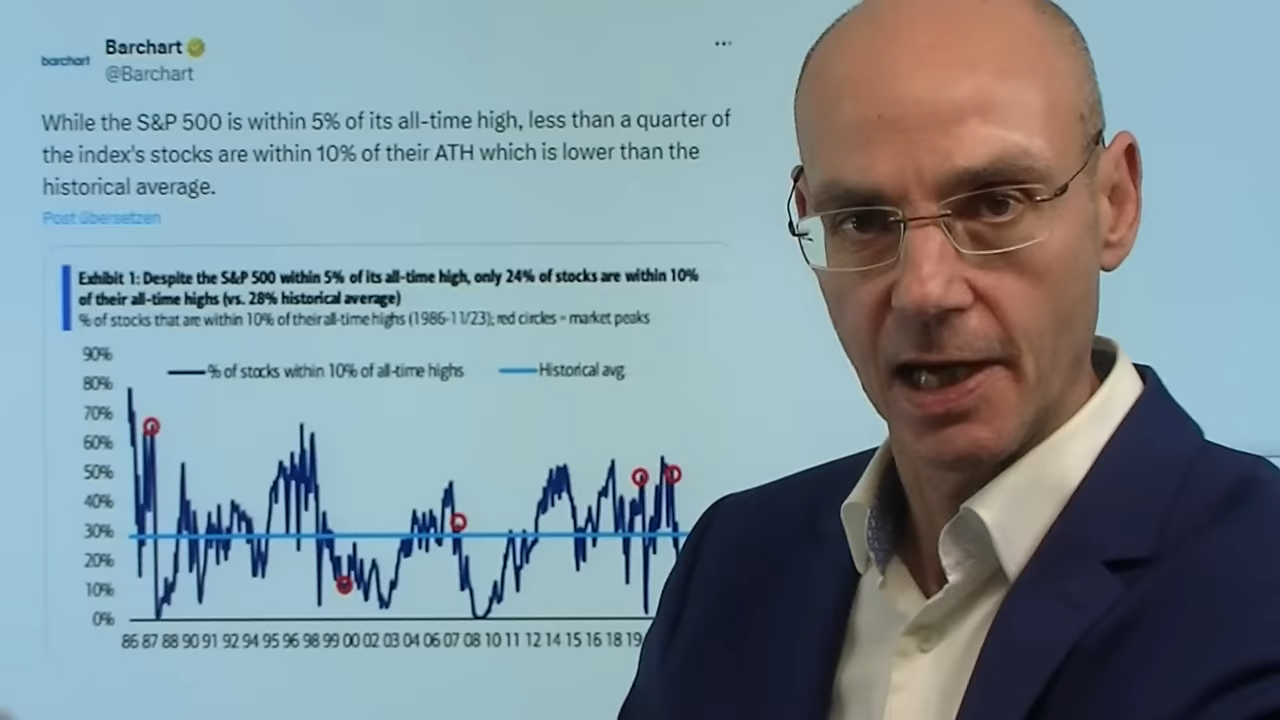 barchart
Barchart
@Barchart
...
While the S&P 500 is within 5% of its all-time high, less than a quarter of
the index's stocks are within 10% of their ATH which is lower than the
historical average.
Post übersetzen
Exhibit 1: Despite the S&P 500 within 5% of its all-time high, only 24% of stocks are within 10%
of their all-time highs (vs. 28% historical average)
% of stocks that are within 10% of their all-time highs (1986-11/23); red circles = market peaks
90%
% of stocks within 10% of all-time highs
Historical avg.
80%
70%
60%
50%
40%
30%
20%
10%
0%
86 87 88 90 91 92 94 95 96 98 99 00 02 03 04 06 07 08 10 11 12 14 15 16 18 19